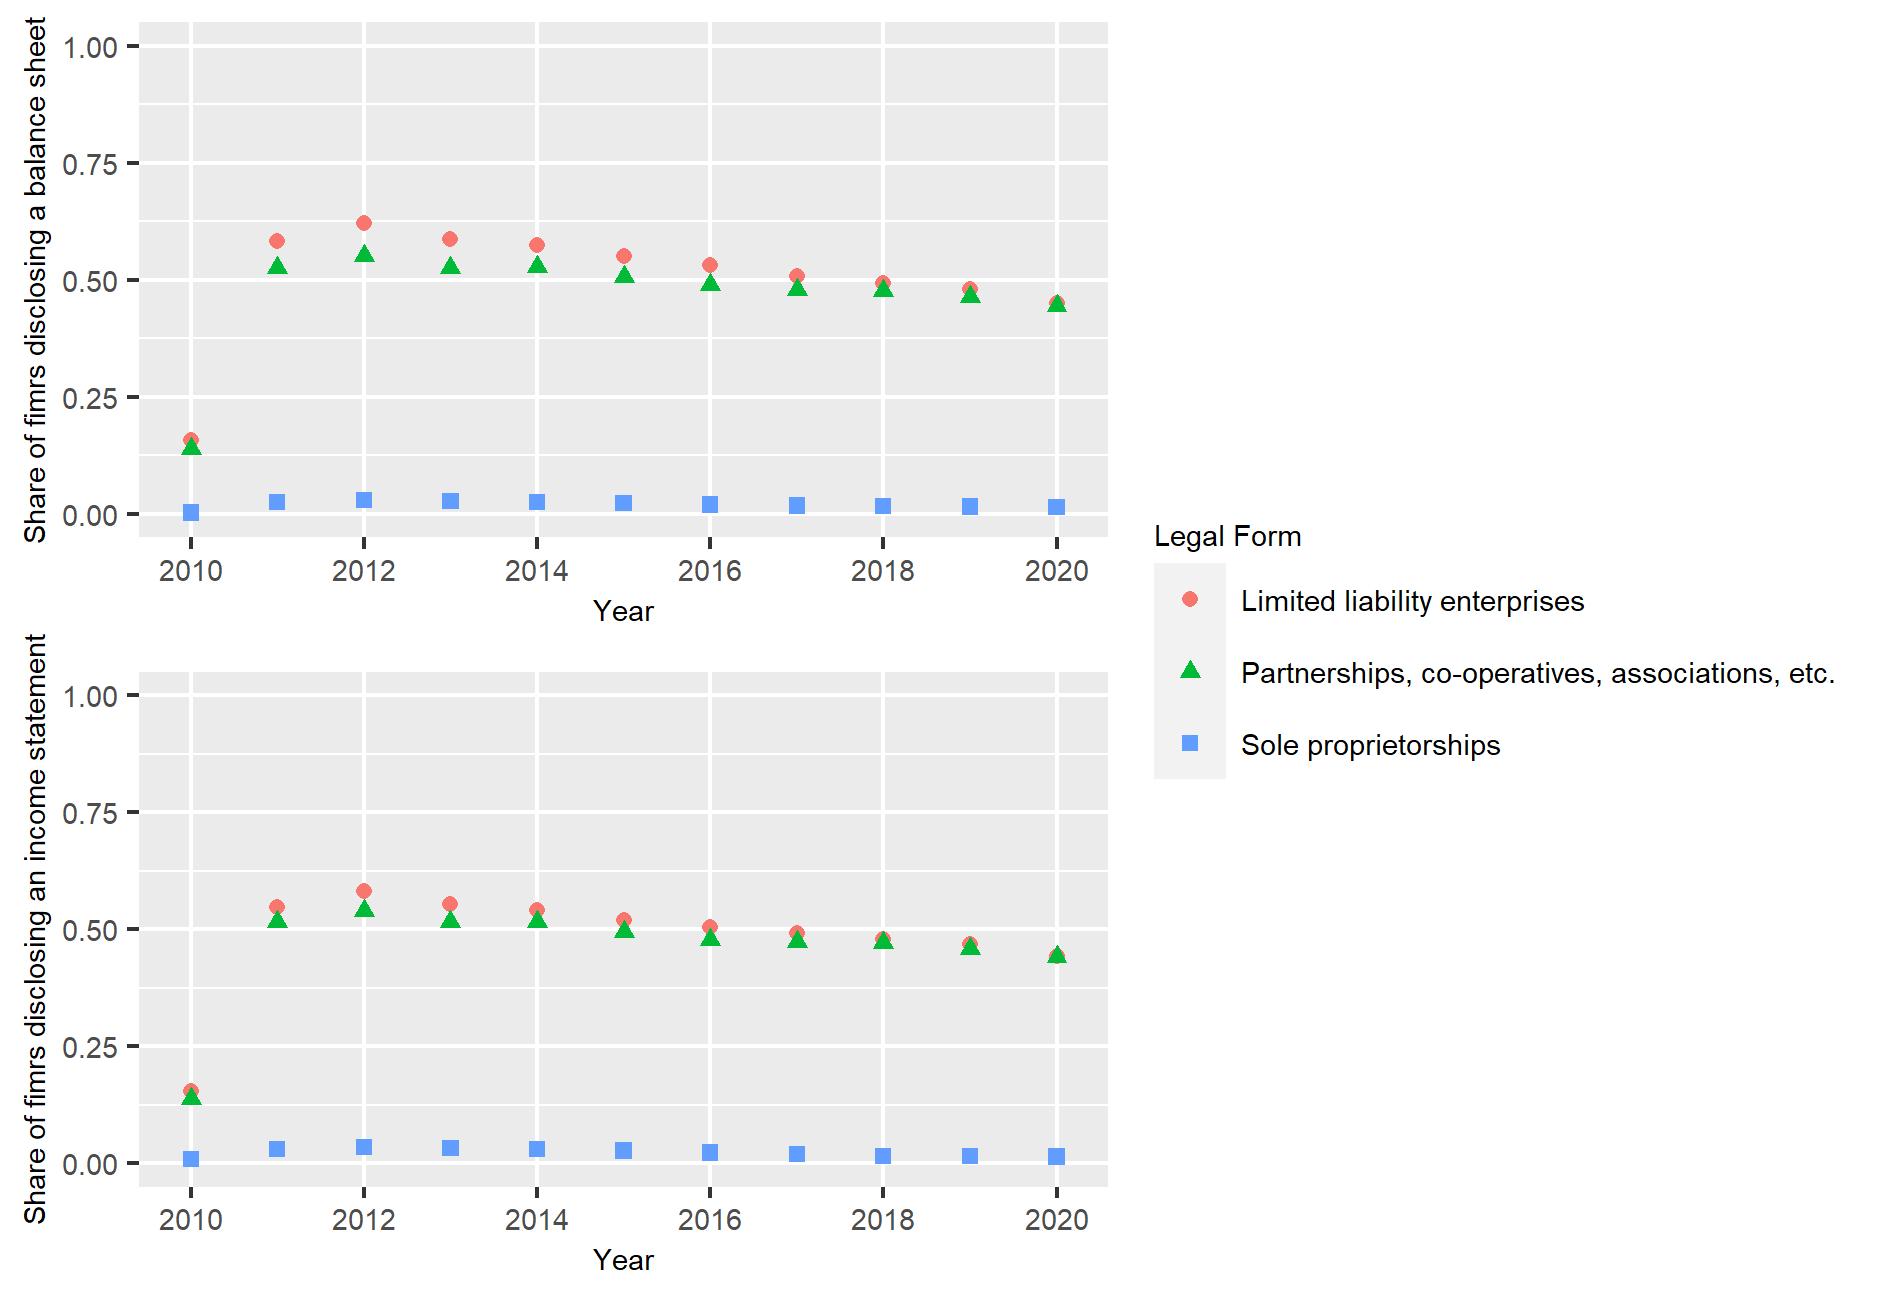 Share of fimrs disclosing a balance sheet
1.00
0.75
0.50
0.25
0.00
2010 2012 2014 2016 2018 2020
Year
Share of fimrs disclosing an income statement
1.00
0.75
0.50
0.25
0.00
2010 2012 2014 2016 2018 2020
Year
Legal Form
Limited liability enterprises
Partnerships, co-operatives, associations, etc.
Sole proprietorships